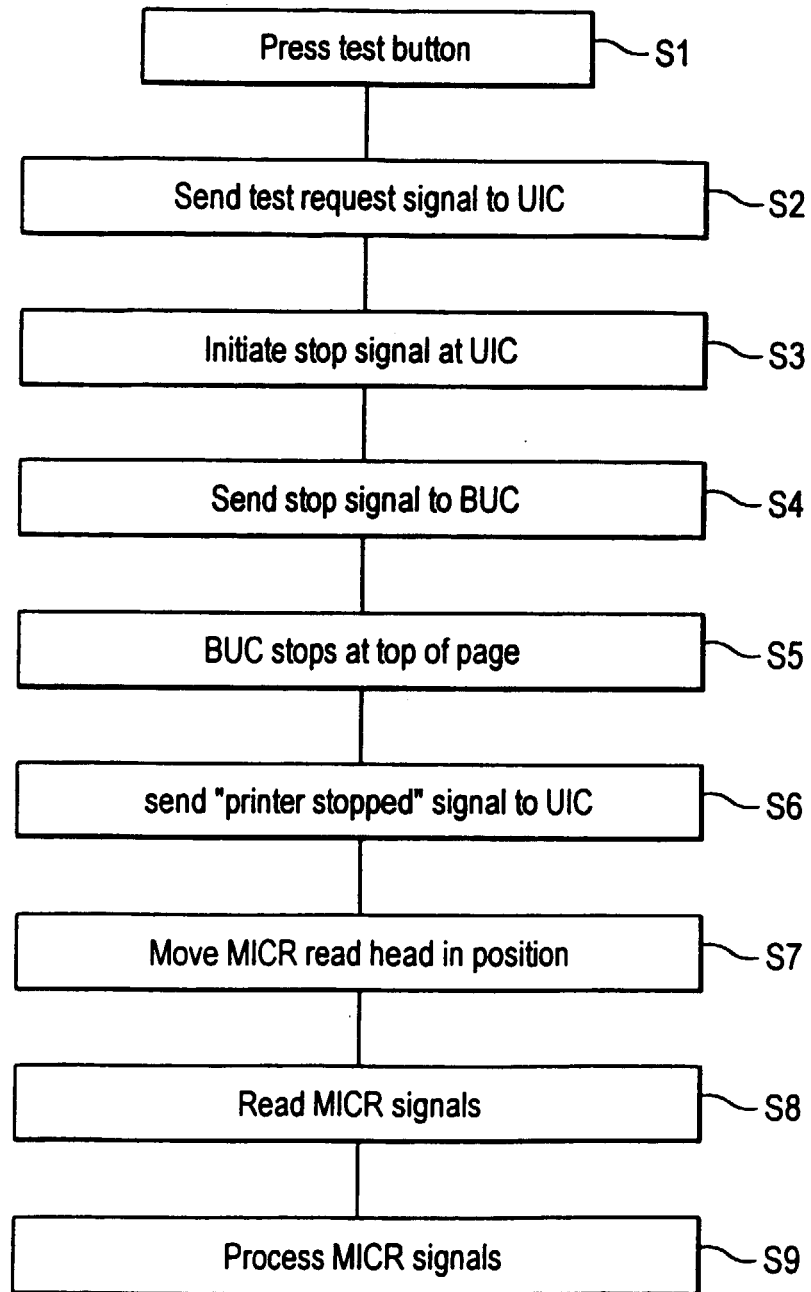 Press test button S1
Send test request signal to UIC S2
Initiate stop signal at UIC S3
Send stop signal to BUC S4
BUC stops at top of page S5
send "printer stopped" signal to UIC S6
Move MICR read head in position S7
Read MICR signals S8
Process MICR signals S9